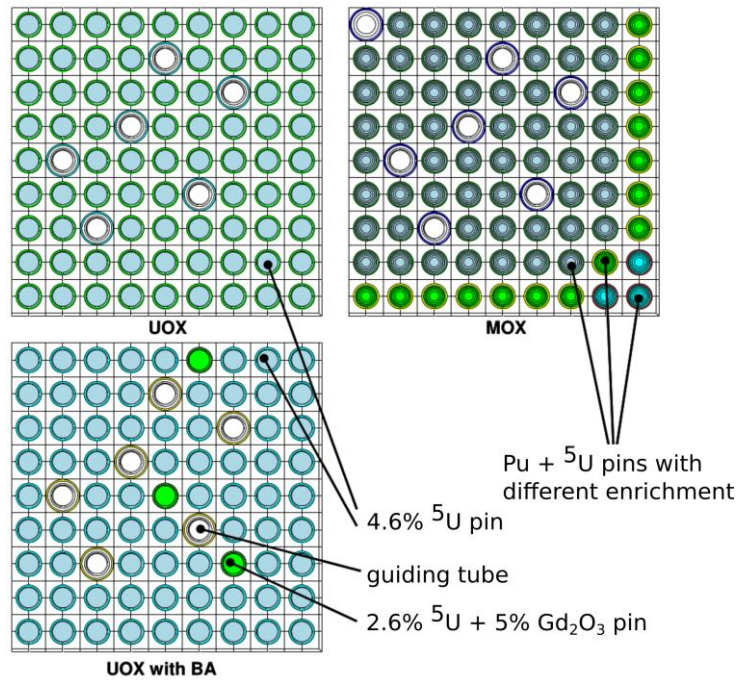 UOX
MOX
Pu + ⁵U pins with
different enrichment
4.6% ⁵U pin
guiding tube
2.6% ⁵U + 5% Gd₂O₃ pin
UOX with BA